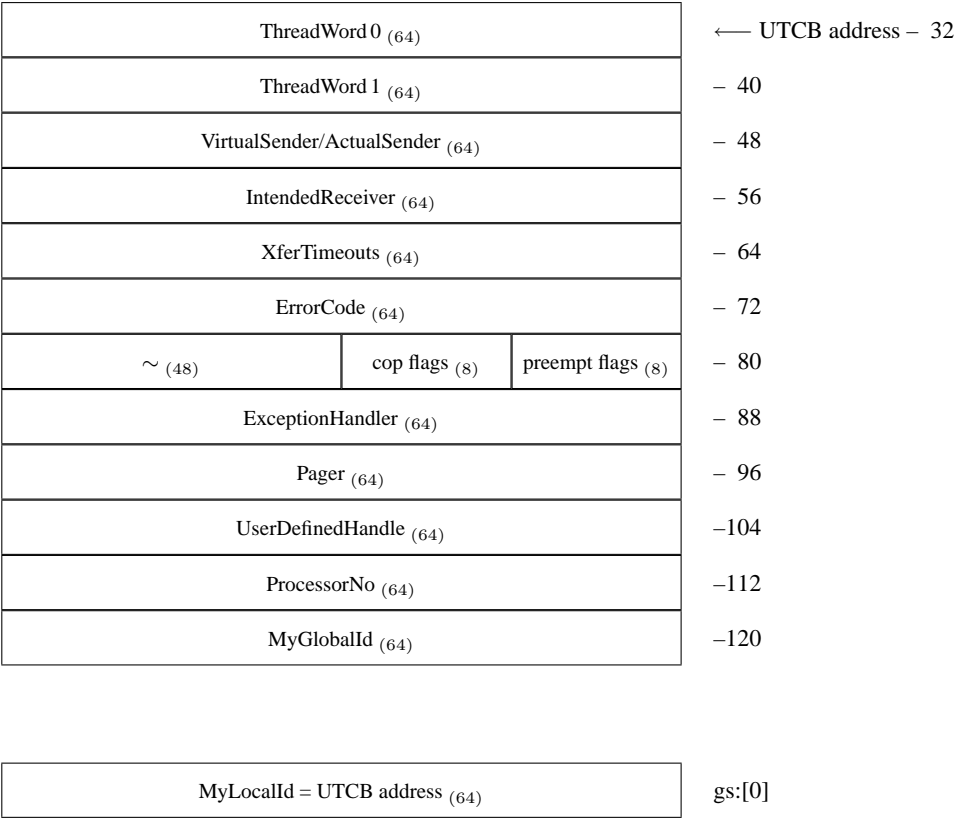 ThreadWord 0 (64) ⟵ UTCB address – 32
ThreadWord 1 (64) – 40
VirtualSender/ActualSender (64) – 48
IntendedReceiver (64) – 56
XferTimeouts (64) – 64
ErrorCode (64) – 72
∼ (48) cop flags (8) preempt flags (8) – 80
ExceptionHandler (64) – 88
Pager (64) – 96
UserDefinedHandle (64) –104
ProcessorNo (64) –112
MyGlobalId (64) –120
MyLocalId = UTCB address (64) gs:[0]